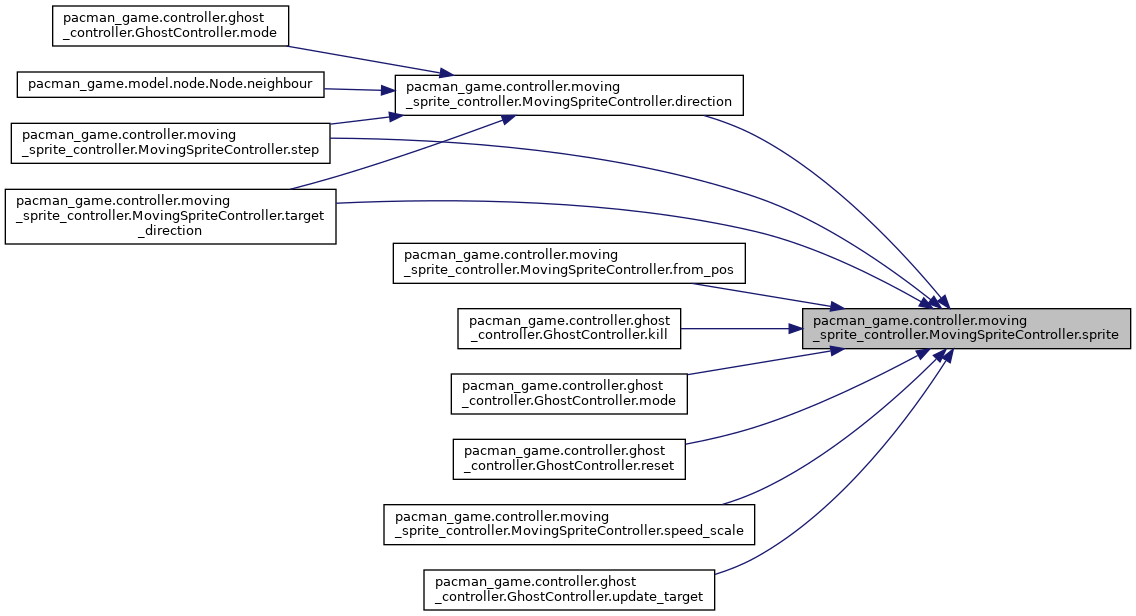 pacman_game.controller.ghost
_controller.GhostController.mode
pacman_game.model.node.Node.neighbour
pacman_game.controller.moving
_sprite_controller.MovingSpriteController.direction
pacman_game.controller.moving
_sprite_controller.MovingSpriteController.step
pacman_game.controller.moving
_sprite_controller.MovingSpriteController.target
_direction
pacman_game.controller.moving
_sprite_controller.MovingSpriteController.from_pos
pacman_game.controller.ghost
_controller.GhostController.kill
pacman_game.controller.moving
_sprite_controller.MovingSpriteController.sprite
pacman_game.controller.ghost
_controller.GhostController.mode
pacman_game.controller.ghost
_controller.GhostController.reset
pacman_game.controller.moving
_sprite_controller.MovingSpriteController.speed_scale
pacman_game.controller.ghost
_controller.GhostController.update_target